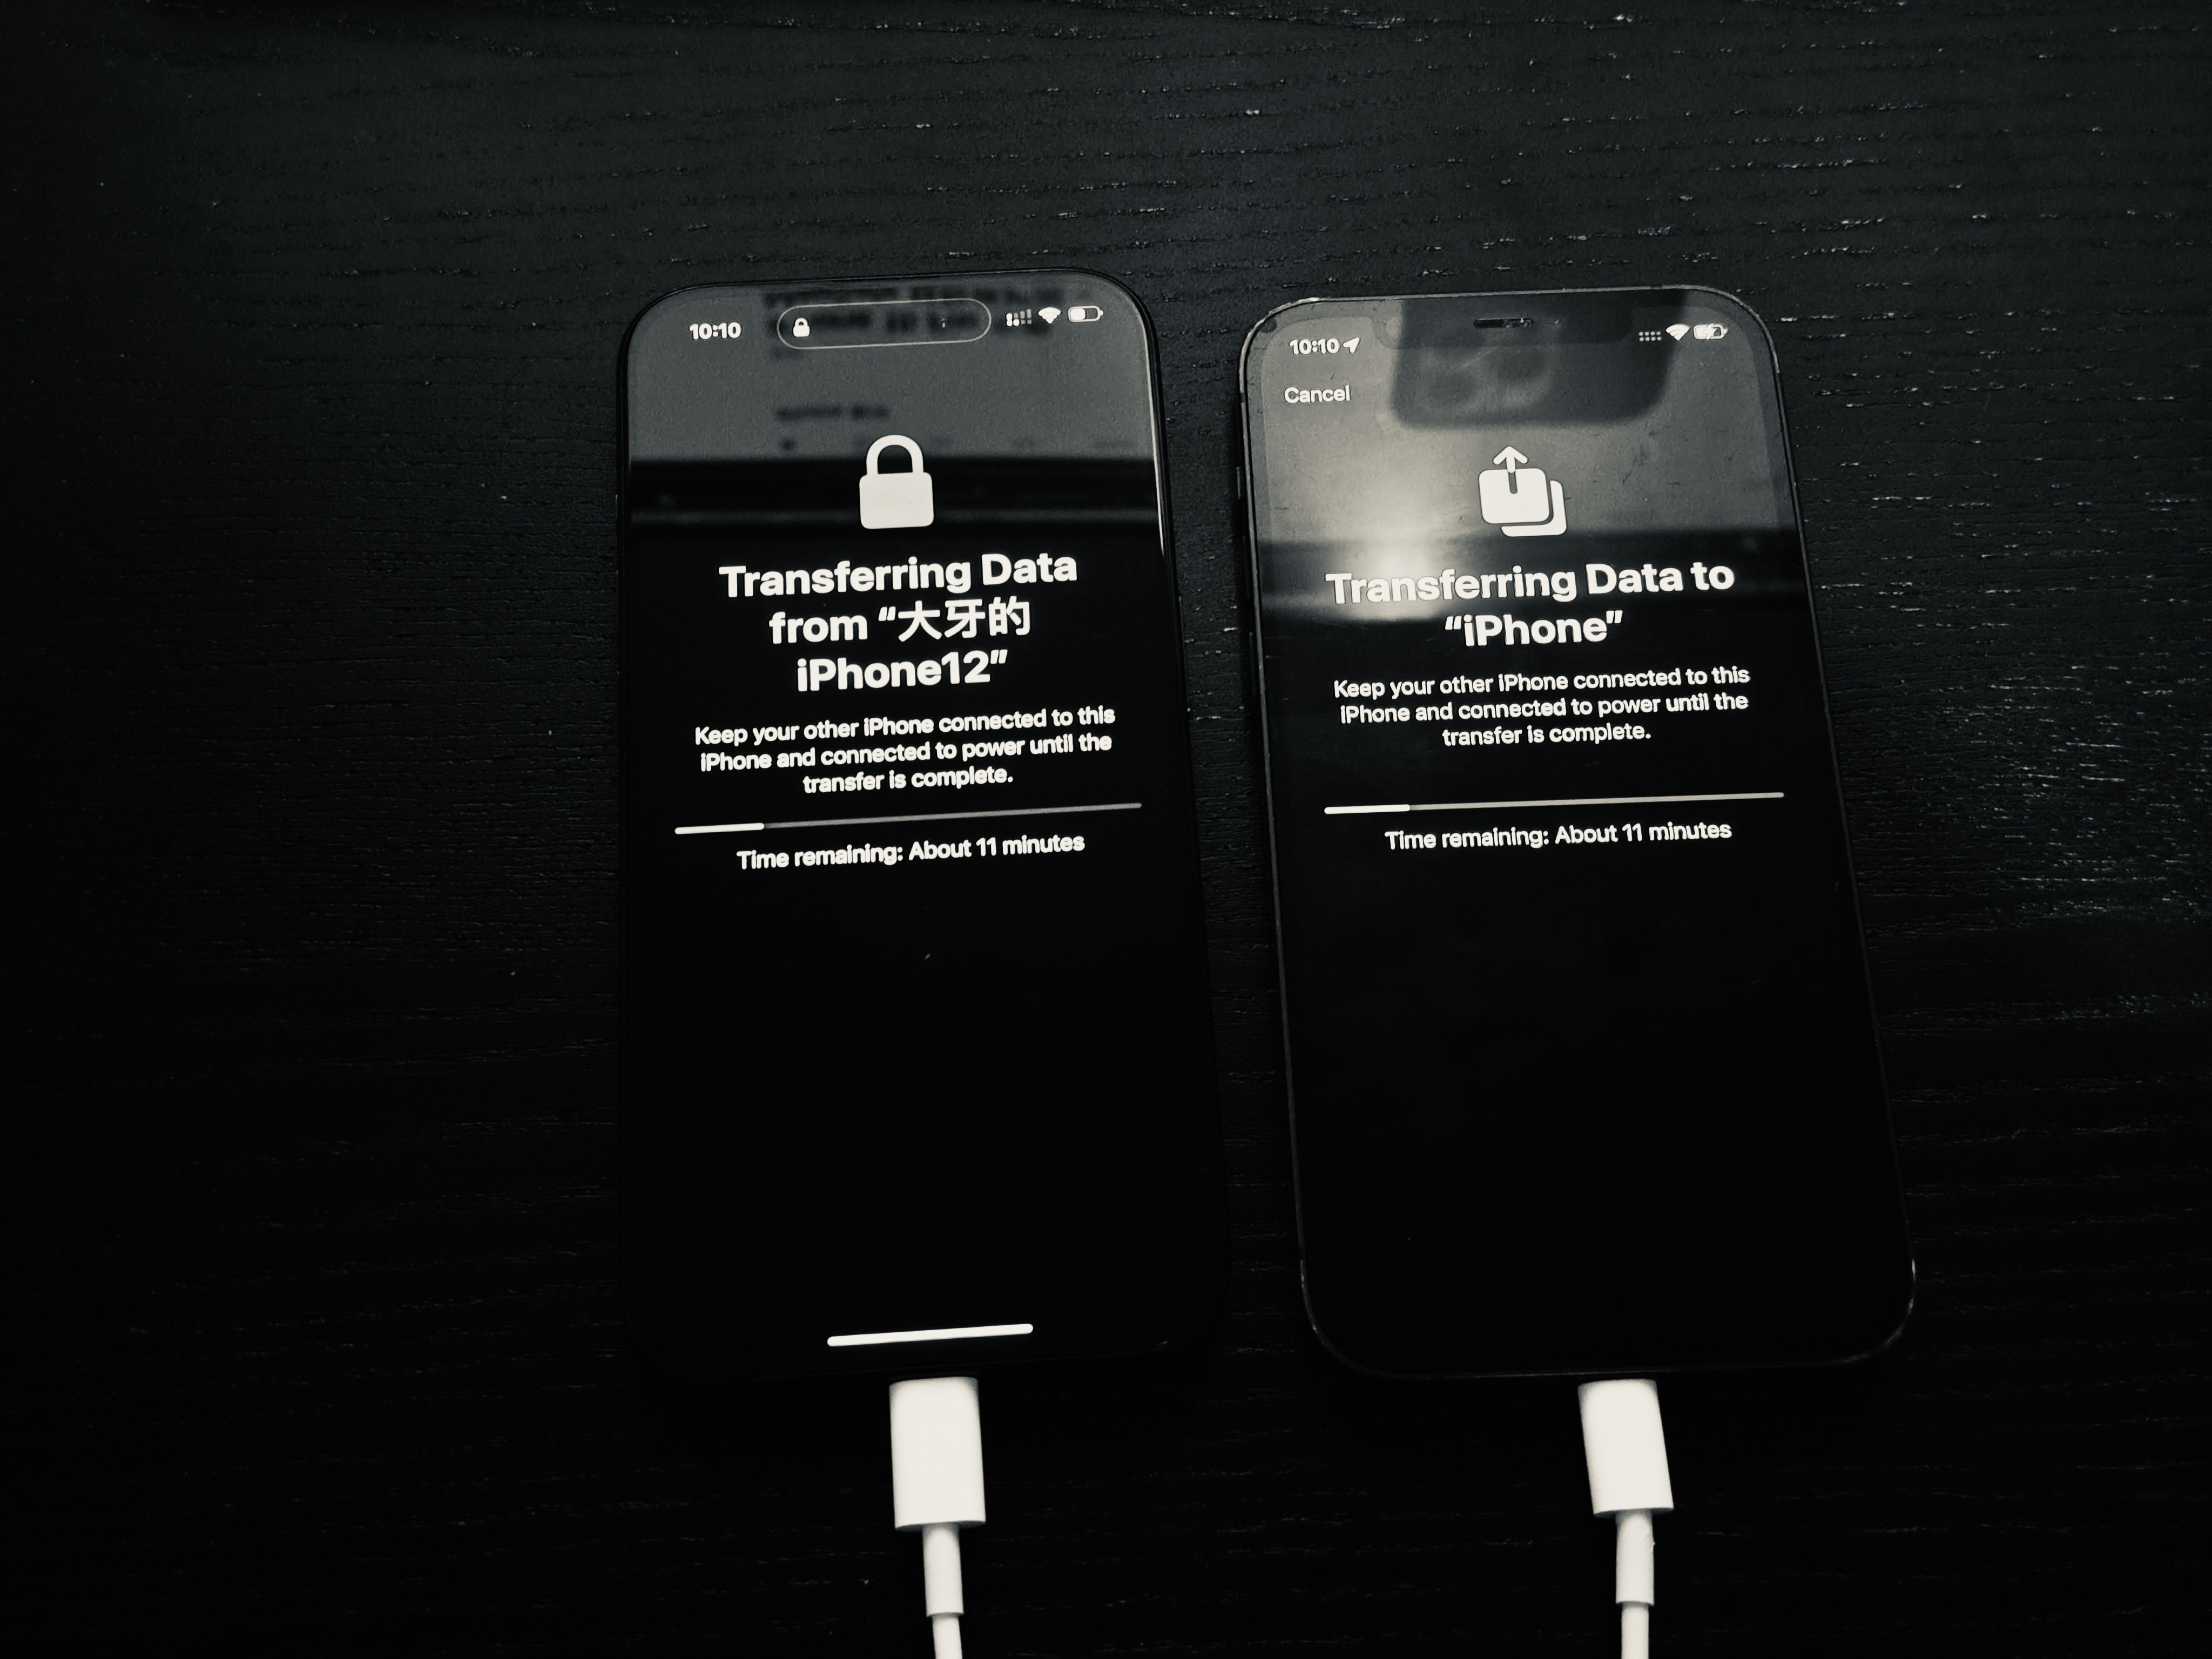 10:10
Transferring Data
from “大牙的
iPhone12”
Keep your other iPhone connected to this
iPhone and connected to power until the
transfer is complete.
Time remaining: About 11 minutes
10:10
Cancel
Transferring Data to
“iPhone”
Keep your other iPhone connected to this
iPhone and connected to power until the
transfer is complete.
Time remaining: About 11 minutes